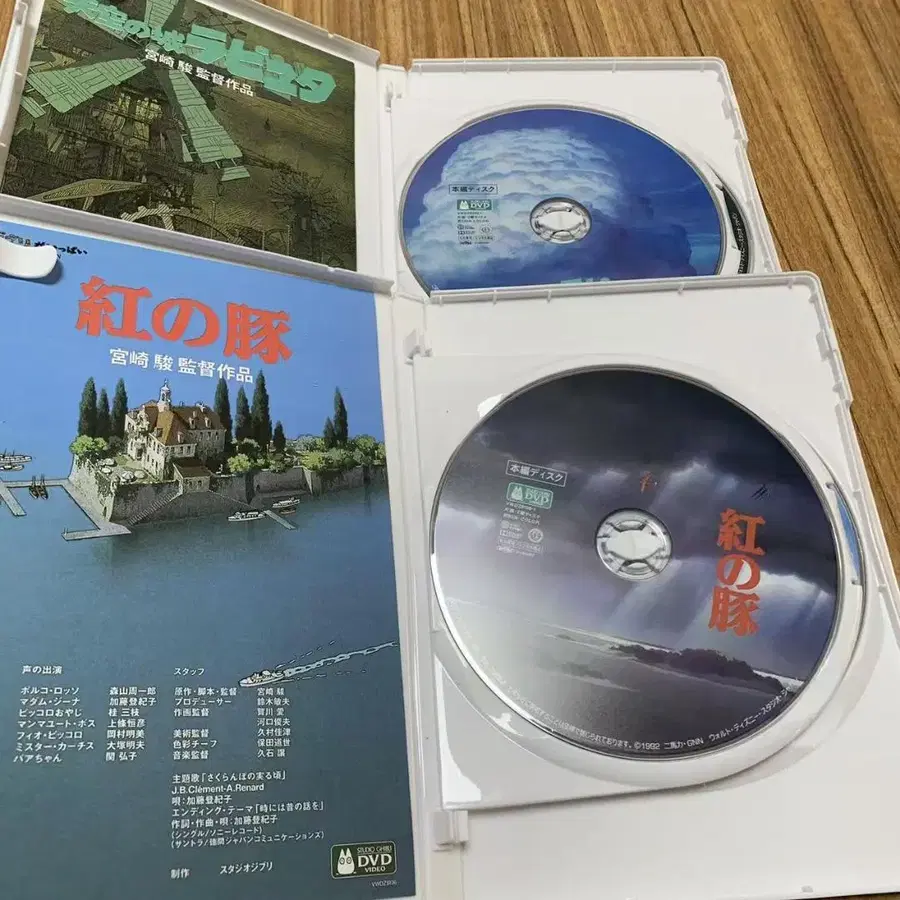 天空の城ラピュタ
宮崎 駿 監督作品
本編ディスク
DVD
いっぱい
紅の豚
宮崎 駿 監督作品
声の出演
ポルコ・ロッソ 森山周一郎
マダム・ジーナ 加藤登紀子
ピッコロおやじ 桂 三枝
マンマユート・ボス 上條恒彦
フィオ・ピッコロ 岡村明美
ミスター・カーチス 大塚明夫
バアちゃん 関 弘子
スタッフ
原作・脚本・監督 宮崎 駿
プロデューサー 鈴木敏夫
作画監督 賀川 愛
河口俊夫
美術監督 久村佳津
色彩チーフ 保田道世
音楽監督 久石 譲
主題歌「さくらんぼの実る頃」
J.B.Clément-A.Renard
唄:加藤登紀子
エンディング・テーマ「時には昔の話を」
作詞・作曲・唄:加藤登紀子
(シングル/ソニーレコード)
(サントラ/徳間ジャパンコミュニケーションズ)
制作 スタジオジブリ
STUDIO GHIBLI
DVD
VIDEO
本編ディスク
DVD
紅の豚
©1992 二馬力・GNN